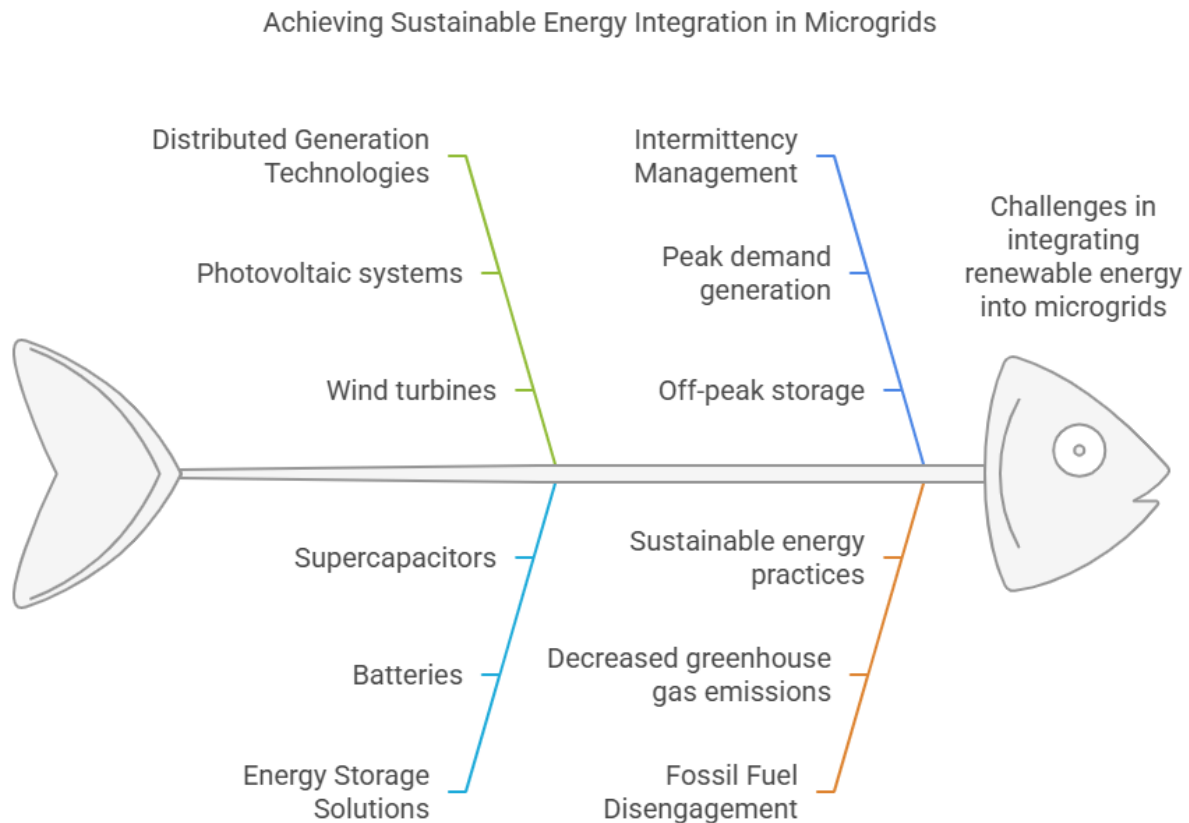 Achieving Sustainable Energy Integration in Microgrids
Distributed Generation
Technologies
Photovoltaic systems
Wind turbines
Intermittency
Management
Peak demand
generation
Off-peak storage
Challenges in
integrating
renewable energy
into microgrids
Supercapacitors
Batteries
Energy Storage
Solutions
Sustainable energy
practices
Decreased greenhouse
gas emissions
Fossil Fuel
Disengagement